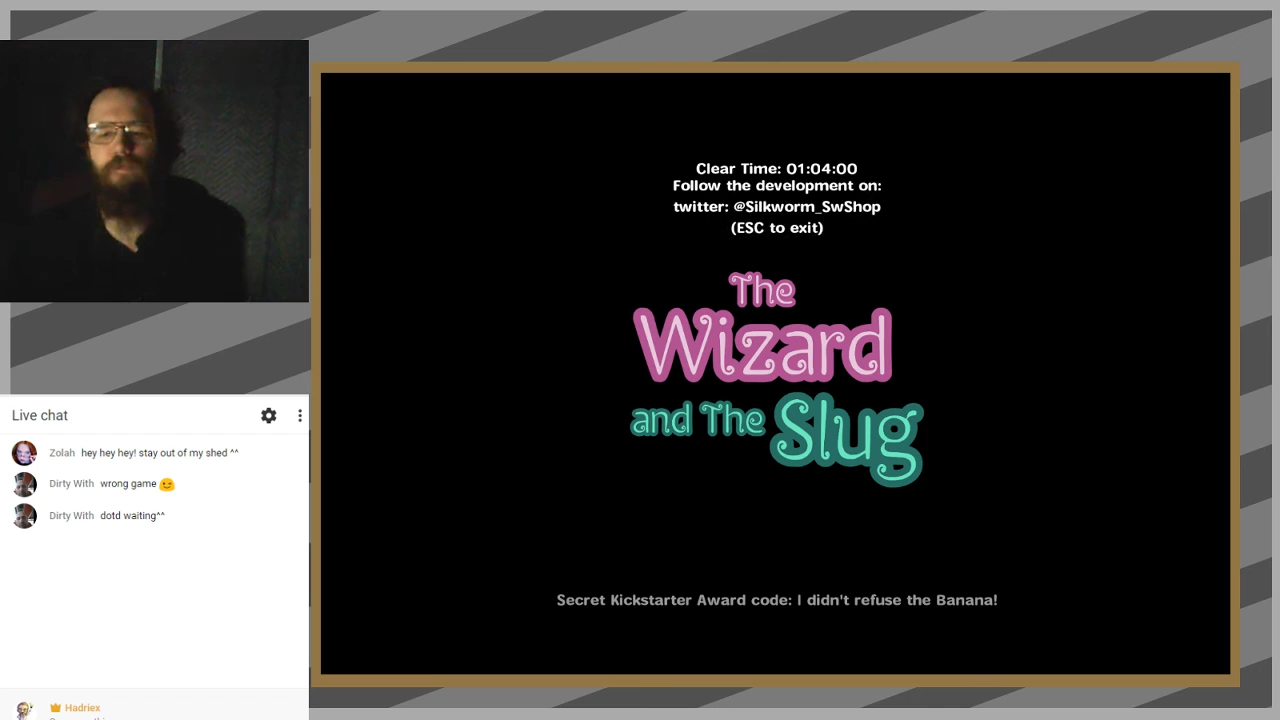 Clear Time: 01:04:00
Follow the development on:
twitter: @Silkworm_SwShop
(ESC to exit)
The
Wizard
and The Slug
Secret Kickstarter Award code: I didn't refuse the Banana!
Live chat
Zolah hey hey hey! stay out of my shed ^^
Dirty With wrong game
Dirty With dotd waiting^^
Hadriex